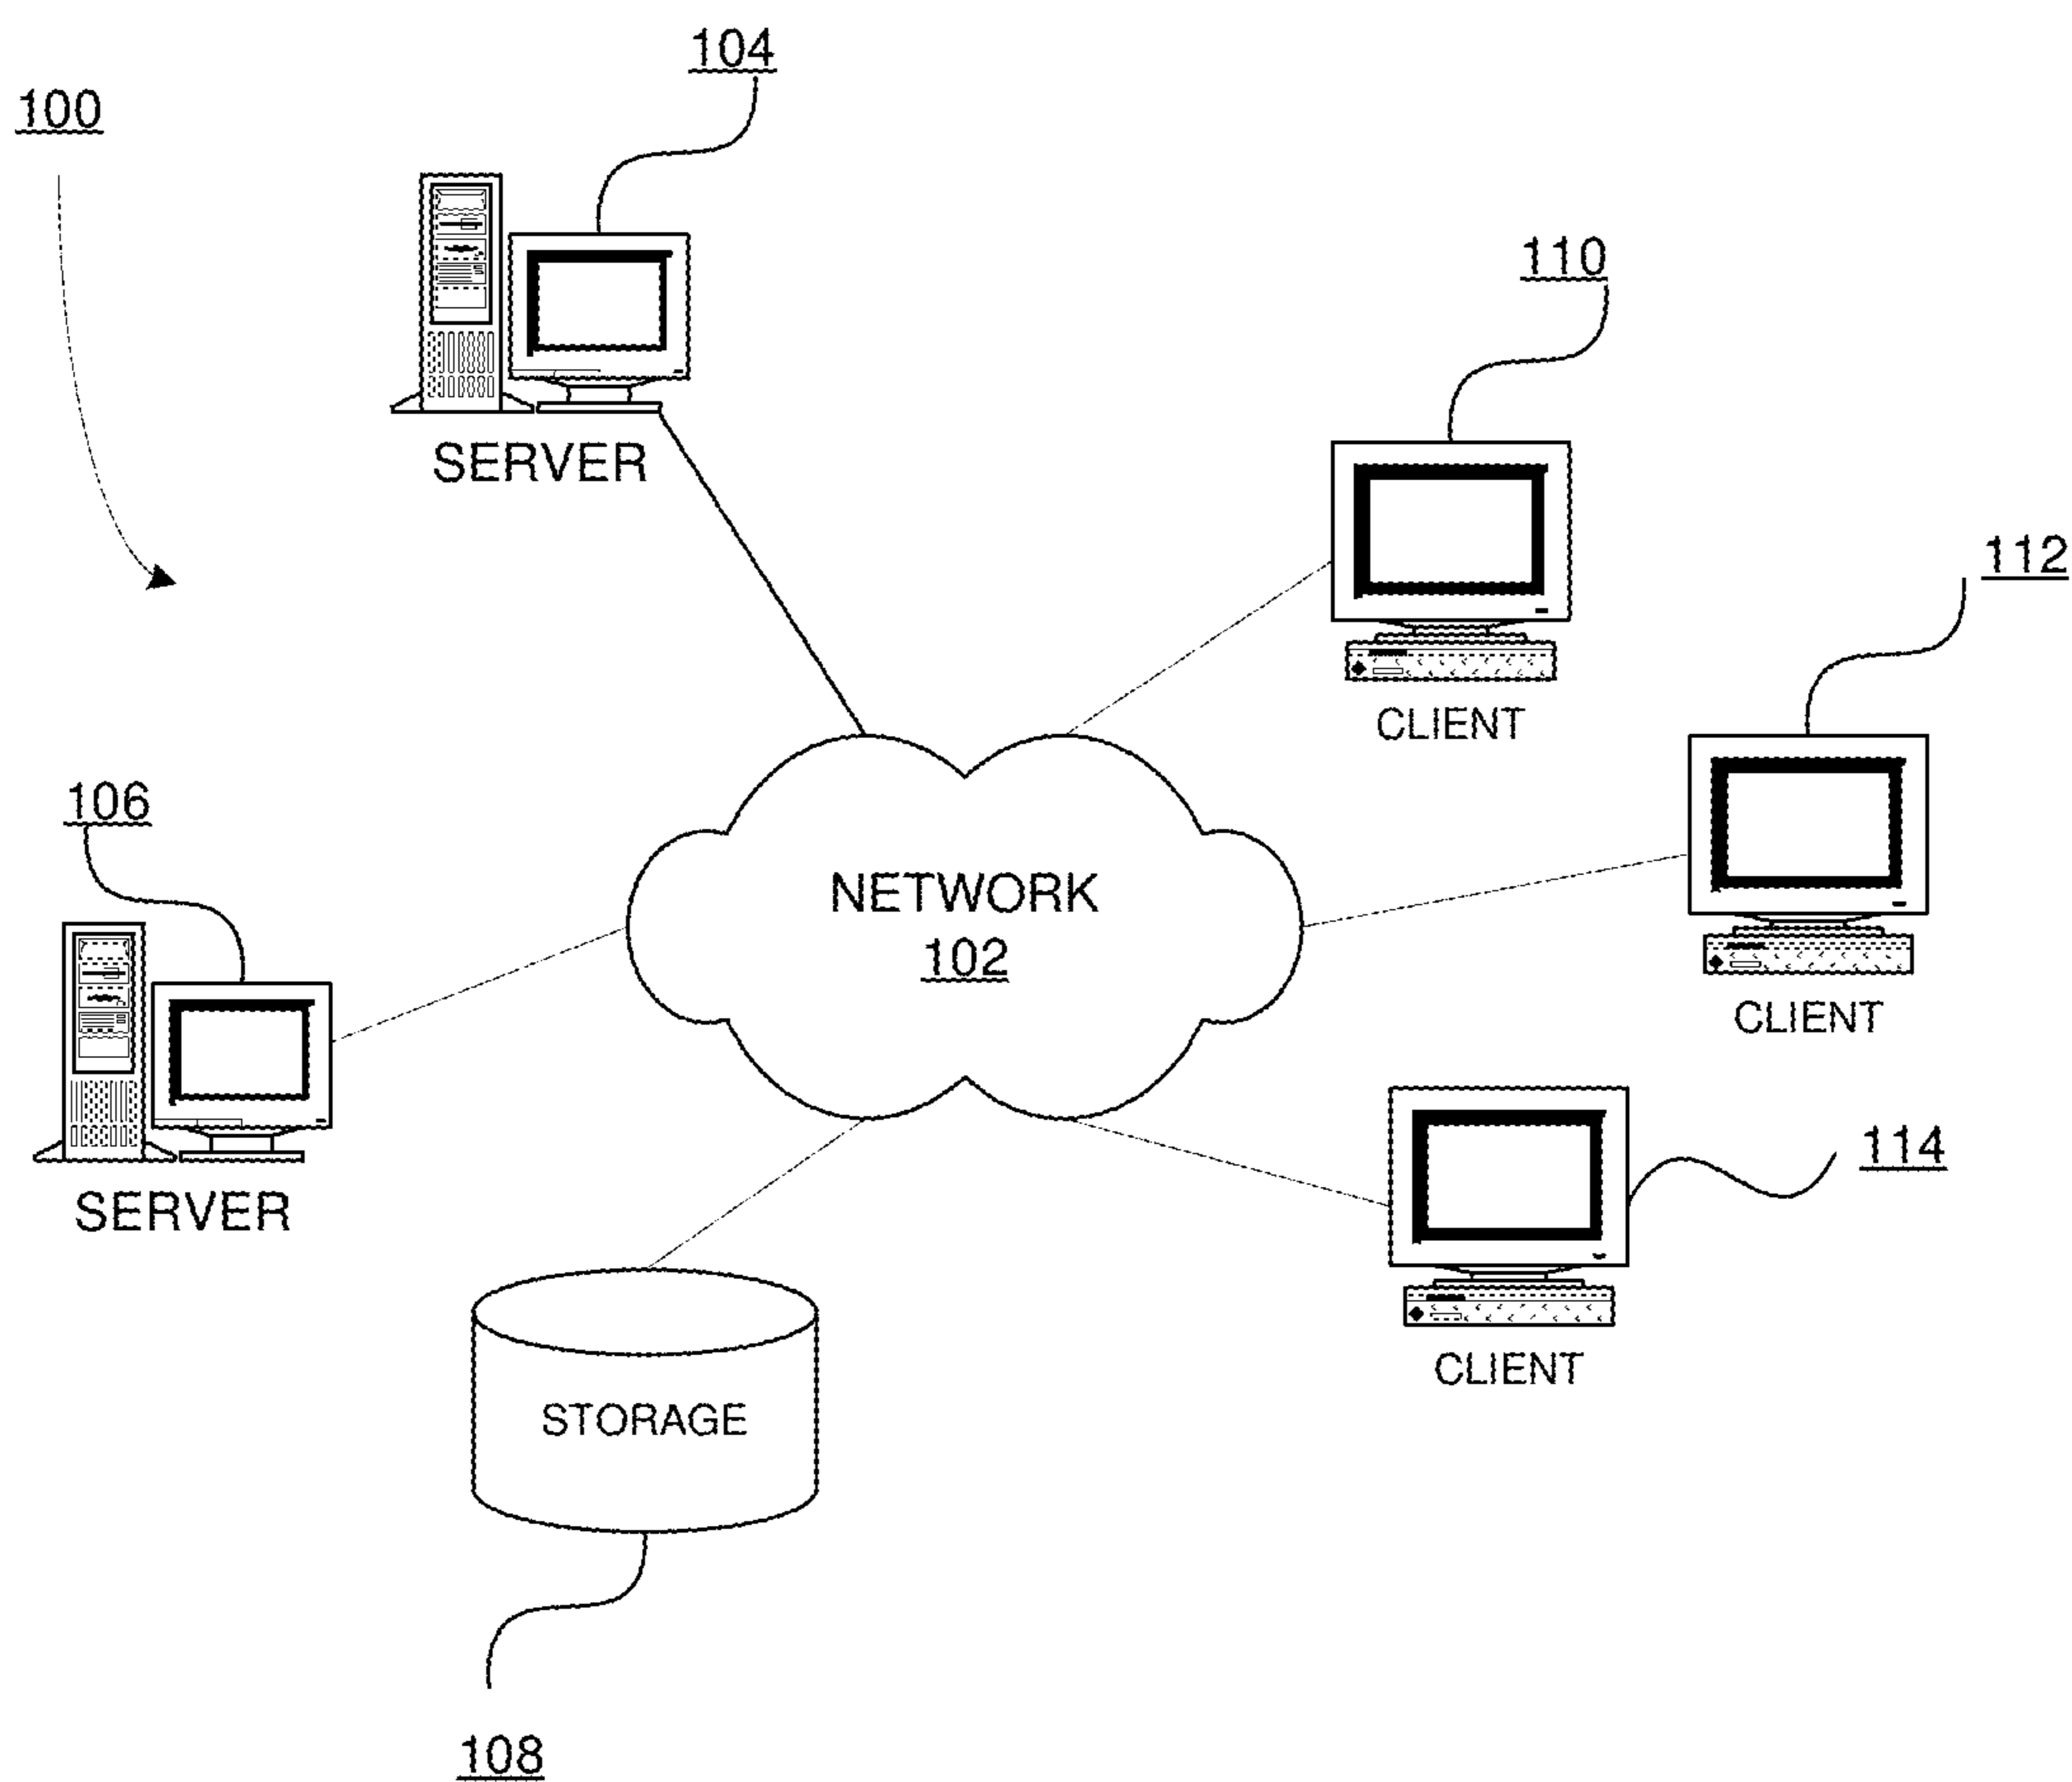 104
100
SERVER
110
CLIENT
112
CLIENT
106
SERVER
NETWORK
102
114
CLIENT
STORAGE
108